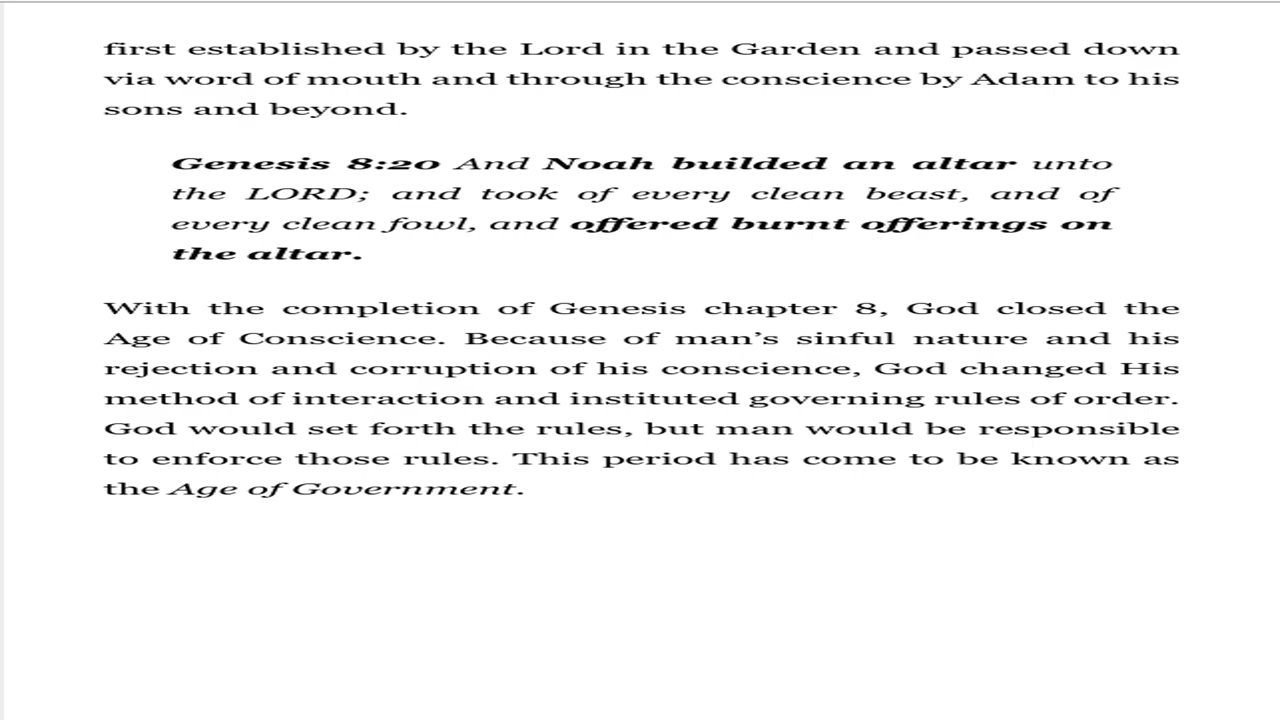 first established by the Lord in the Garden and passed down
via word of mouth and through the conscience by Adam to his
sons and beyond.
Genesis 8:20 And Noah builded an altar unto
the LORD; and took of every clean beast, and of
every clean fowl, and offered burnt offerings on
the altar.
With the completion of Genesis chapter 8, God closed the
Age of Conscience. Because of man’s sinful nature and his
rejection and corruption of his conscience, God changed His
method of interaction and instituted governing rules of order.
God would set forth the rules, but man would be responsible
to enforce those rules. This period has come to be known as
the Age of Government.